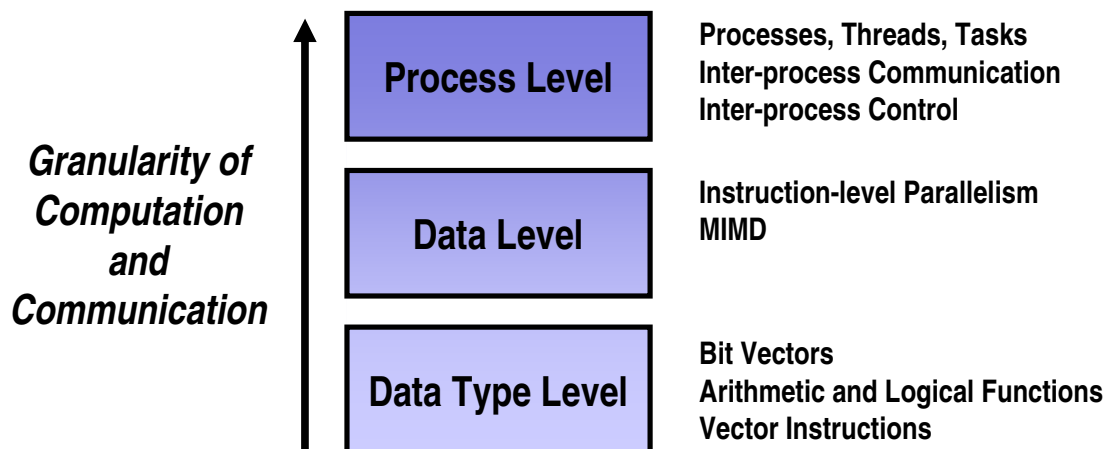 Granularity of
Computation
and
Communication
Process Level
Processes, Threads, Tasks
Inter-process Communication
Inter-process Control
Data Level
Instruction-level Parallelism
MIMD
Data Type Level
Bit Vectors
Arithmetic and Logical Functions
Vector Instructions